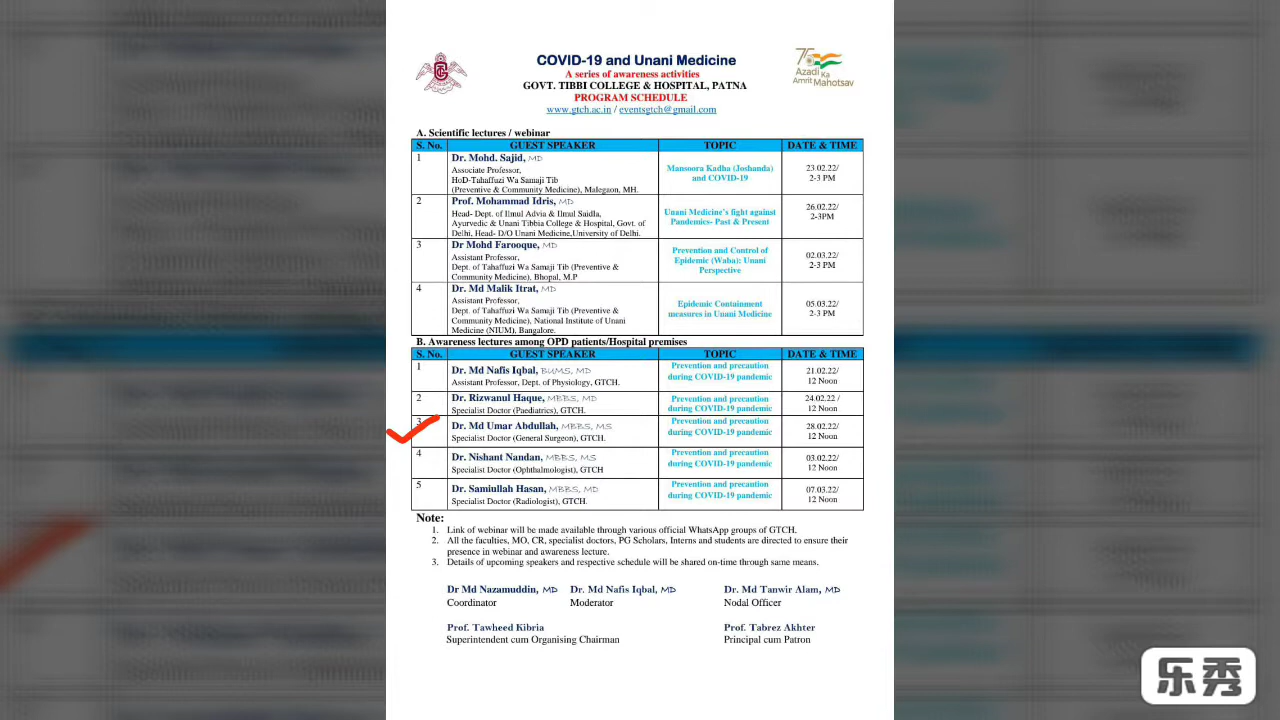 COVID-19 and Unani Medicine
A series of awareness activities
GOVT. TIBBI COLLEGE & HOSPITAL, PATNA
PROGRAM SCHEDULE
www.gtch.ac.in / eventsgtch@gmail.com
75
Azadi Ka
Amrit Mahotsav
A. Scientific lectures / webinar
S. No. GUEST SPEAKER TOPIC DATE & TIME
1 Dr. Mohd. Sajid, MD
Associate Professor,
HoD-Tahaffuzi Wa Samaji Tib
(Preventive & Community Medicine), Malegaon, MH.
Mansoora Kadha (Joshanda)
and COVID-19
23.02.22/
2-3 PM
2 Prof. Mohammad Idris, MD
Head- Dept. of Ilmul Advia & Ilmul Saidla,
Ayurvedic & Unani Tibbia College & Hospital, Govt. of
Delhi, Head- D/O Unani Medicine,University of Delhi.
Unani Medicine's fight against
Pandemics- Past & Present
26.02.22/
2-3PM
3 Dr Mohd Farooque, MD
Assistant Professor,
Dept. of Tahaffuzi Wa Samaji Tib (Preventive &
Community Medicine), Bhopal, M.P
Prevention and Control of
Epidemic (Waba): Unani
Perspective
02.03.22/
2-3 PM
4 Dr. Md Malik Itrat, MD
Assistant Professor,
Dept. of Tahaffuzi Wa Samaji Tib (Preventive &
Community Medicine), National Institute of Unani
Medicine (NIUM), Bangalore.
Epidemic Containment
measures in Unani Medicine
05.03.22/
2-3 PM
B. Awareness lectures among OPD patients/Hospital premises
S. No. GUEST SPEAKER TOPIC DATE & TIME
1 Dr. Md Nafis Iqbal, BUMS, MD
Assistant Professor, Dept. of Physiology, GTCH.
Prevention and precaution
during COVID-19 pandemic
21.02.22/
12 Noon
2 Dr. Rizwanul Haque, MBBS, MD
Specialist Doctor (Paediatrics), GTCH.
Prevention and precaution
during COVID-19 pandemic
24.02.22 /
12 Noon
3 Dr. Md Umar Abdullah, MBBS, MS
Specialist Doctor (General Surgeon), GTCH.
Prevention and precaution
during COVID-19 pandemic
28.02.22/
12 Noon
4 Dr. Nishant Nandan, MBBS, MS
Specialist Doctor (Ophthalmologist), GTCH
Prevention and precaution
during COVID-19 pandemic
03.02.22/
12 Noon
5 Dr. Samiullah Hasan, MBBS, MD
Specialist Doctor (Radiologist), GTCH.
Prevention and precaution
during COVID-19 pandemic
07.03.22/
12 Noon
Note:
1. Link of webinar will be made available through various official WhatsApp groups of GTCH.
2. All the faculties, MO, CR, specialist doctors, PG Scholars, Interns and students are directed to ensure their
presence in webinar and awareness lecture.
3. Details of upcoming speakers and respective schedule will be shared on-time through same means.
Dr Md Nazamuddin, MD Dr. Md Nafis Iqbal, MD Dr. Md Tanwir Alam, MD
Coordinator Moderator Nodal Officer
Prof. Tawheed Kibria Prof. Tabrez Akhter
Superintendent cum Organising Chairman Principal cum Patron
乐秀